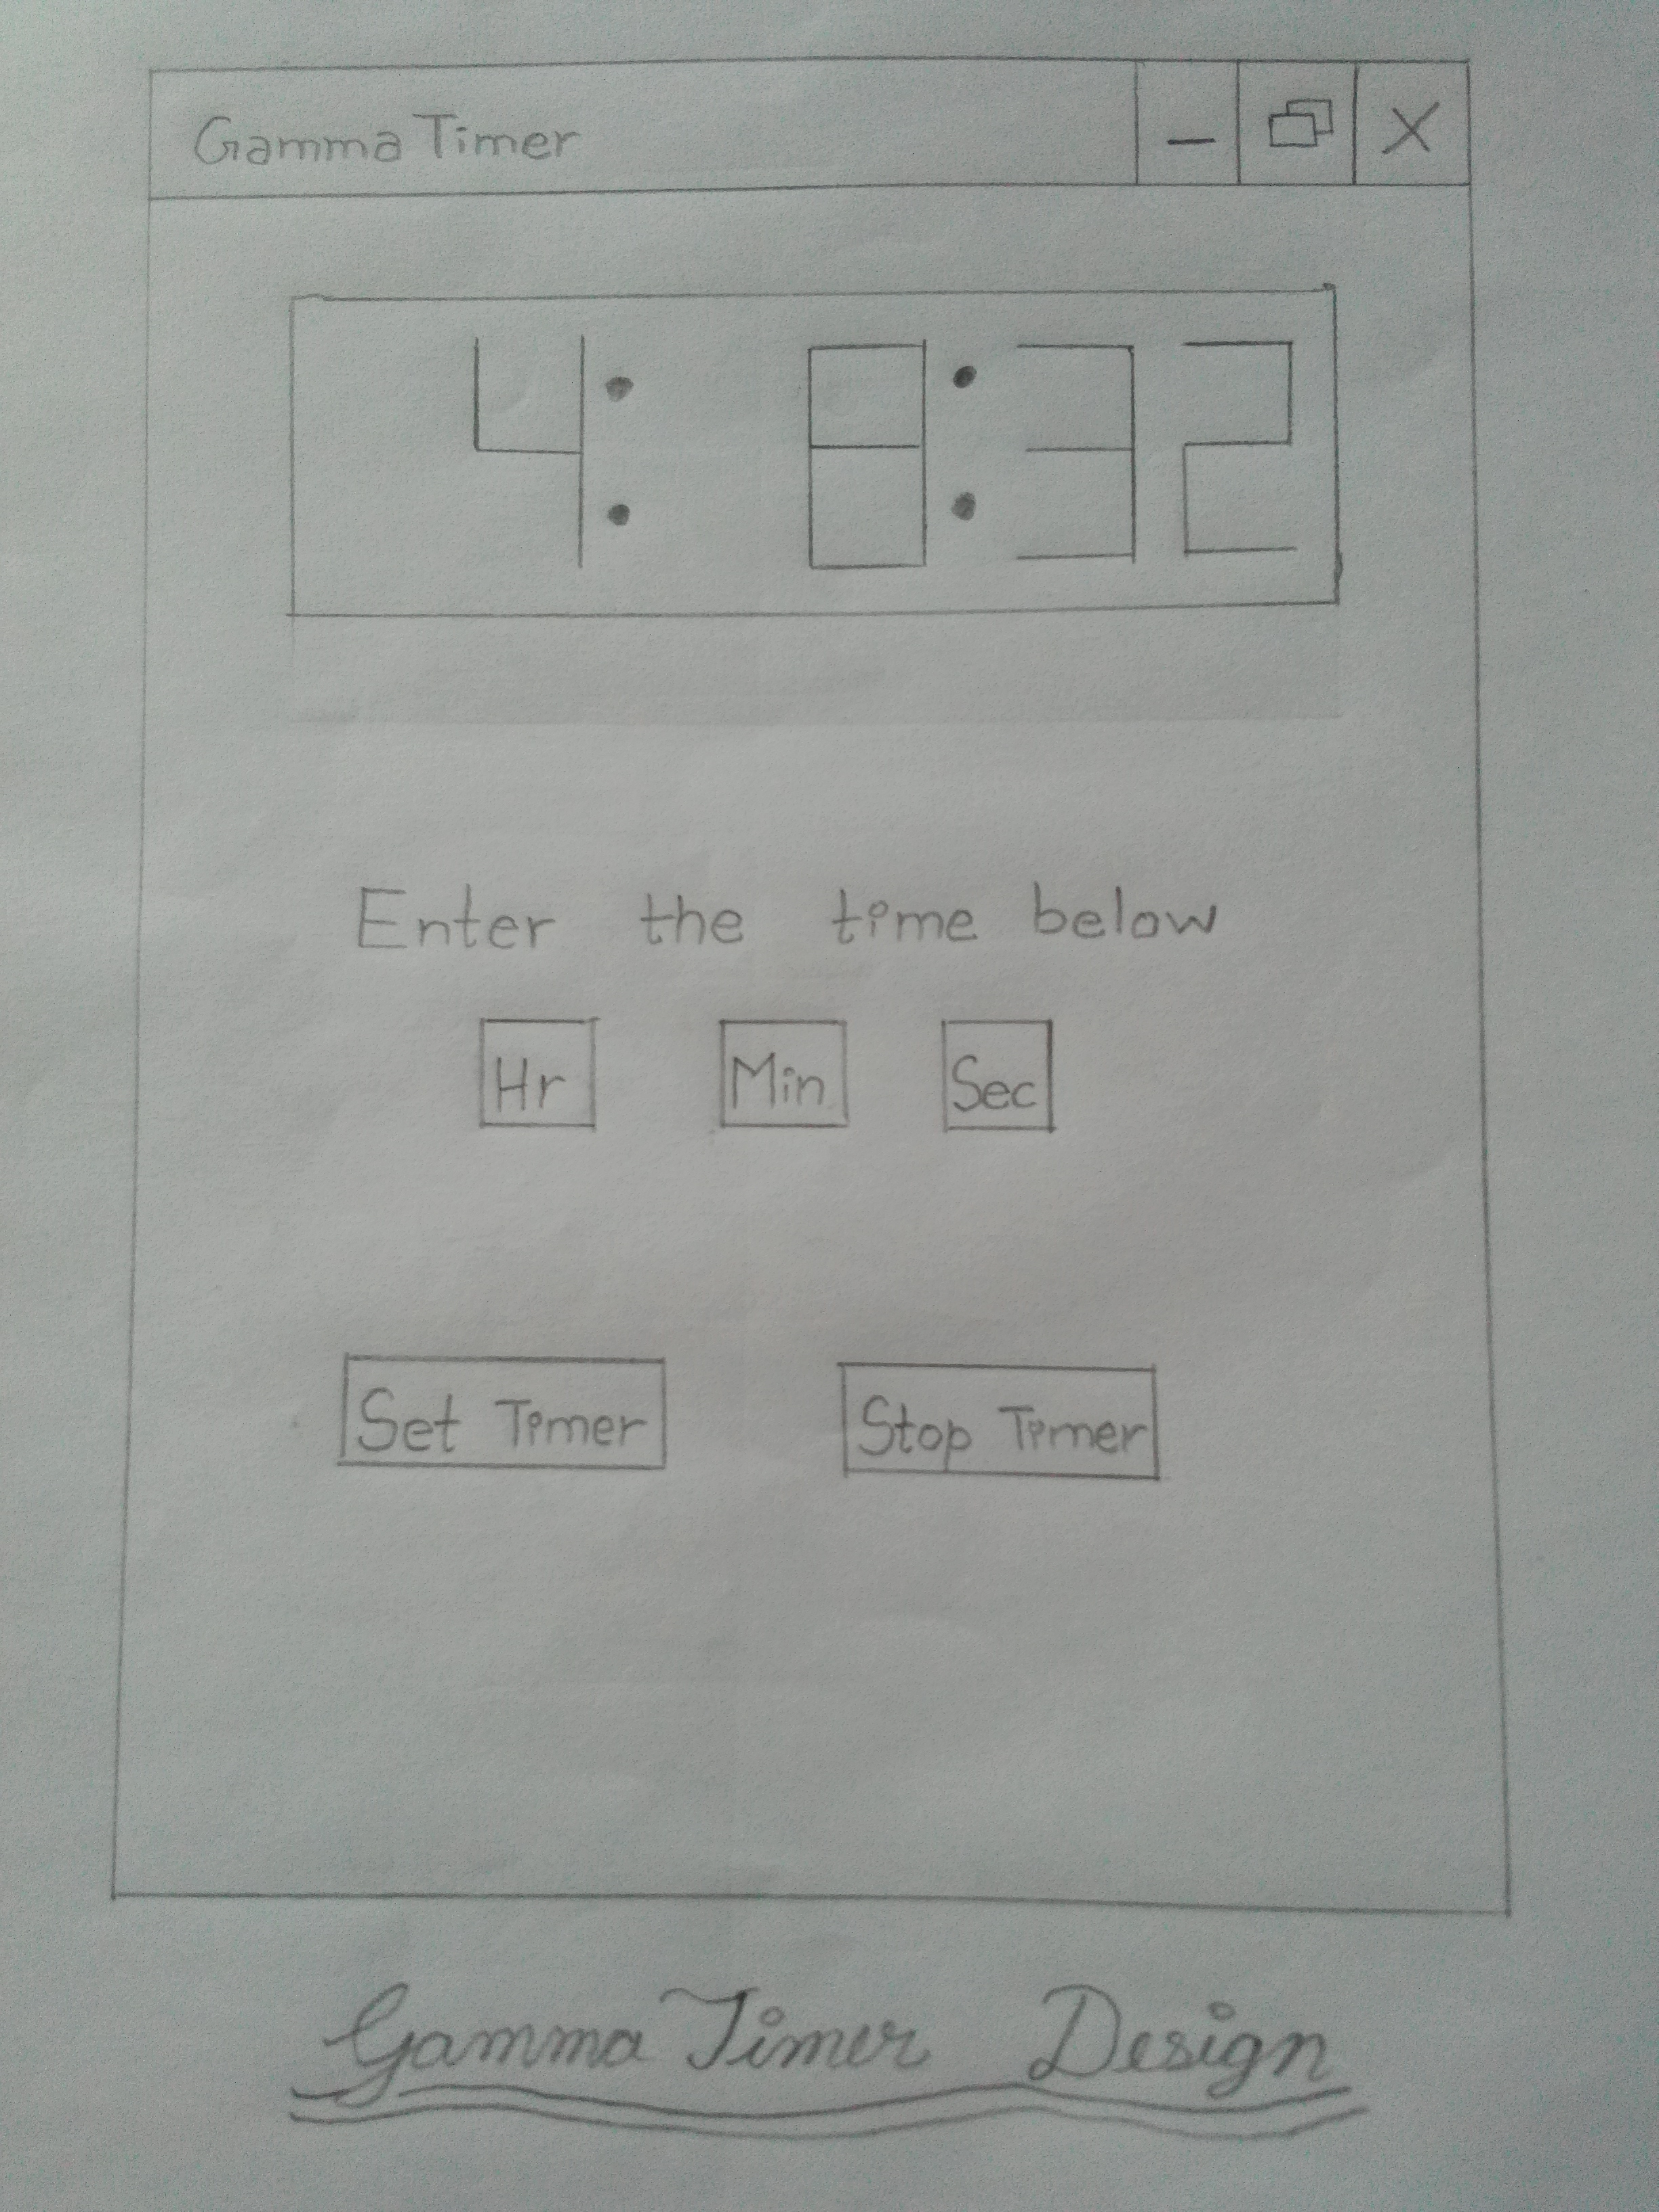 Gamma Timer
4: 8:32
Enter the time below
Hr Min Sec
Set Timer Stop Timer
Gamma Timer Design